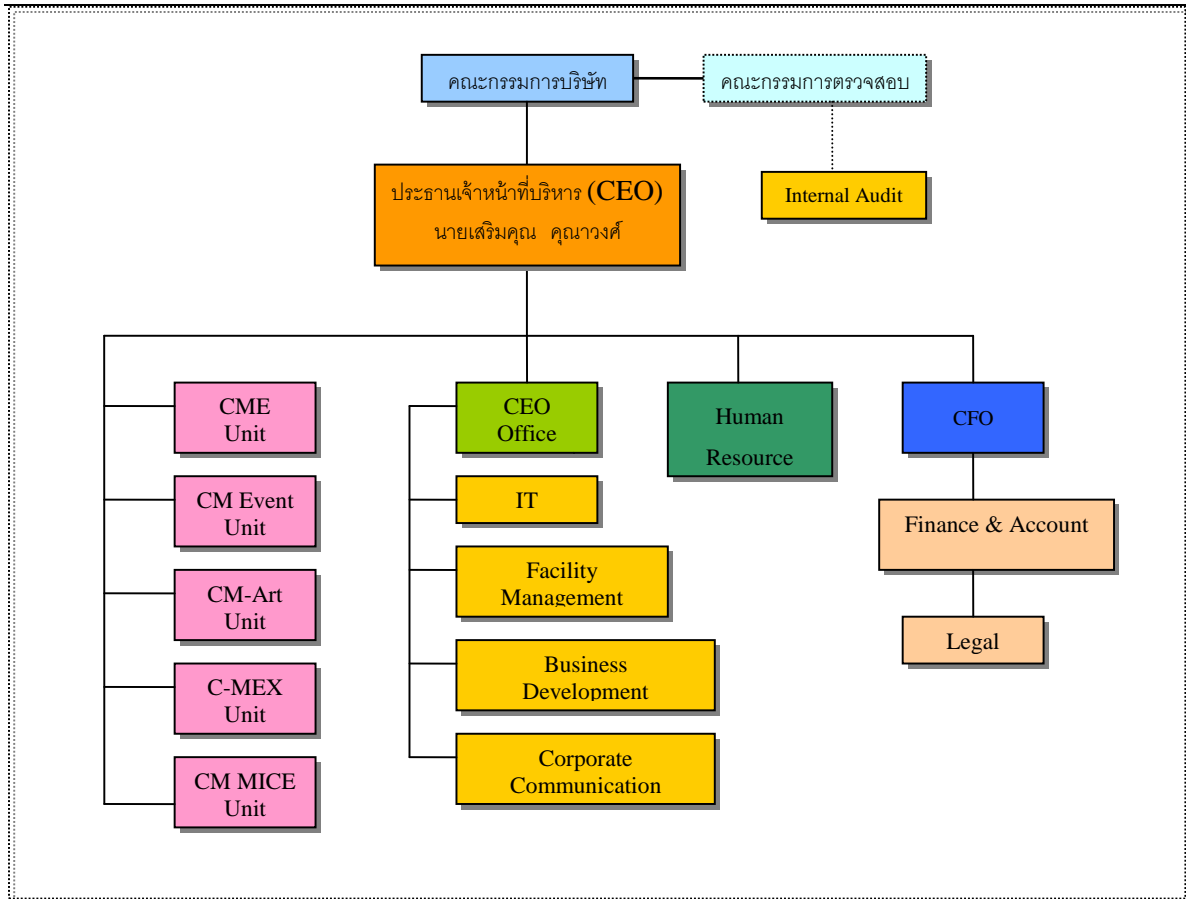 คณะกรรมการบริษัท
คณะกรรมการตรวจสอบ
ประธานเจ้าหน้าที่บริหาร (CEO)
นายเสริมคุณ คุณาวงศ์
Internal Audit
CME
Unit
CM Event
Unit
CM-Art
Unit
C-MEX
Unit
CM MICE
Unit
CEO
Office
IT
Facility
Management
Business
Development
Corporate
Communication
Human
Resource
CFO
Finance & Account
Legal